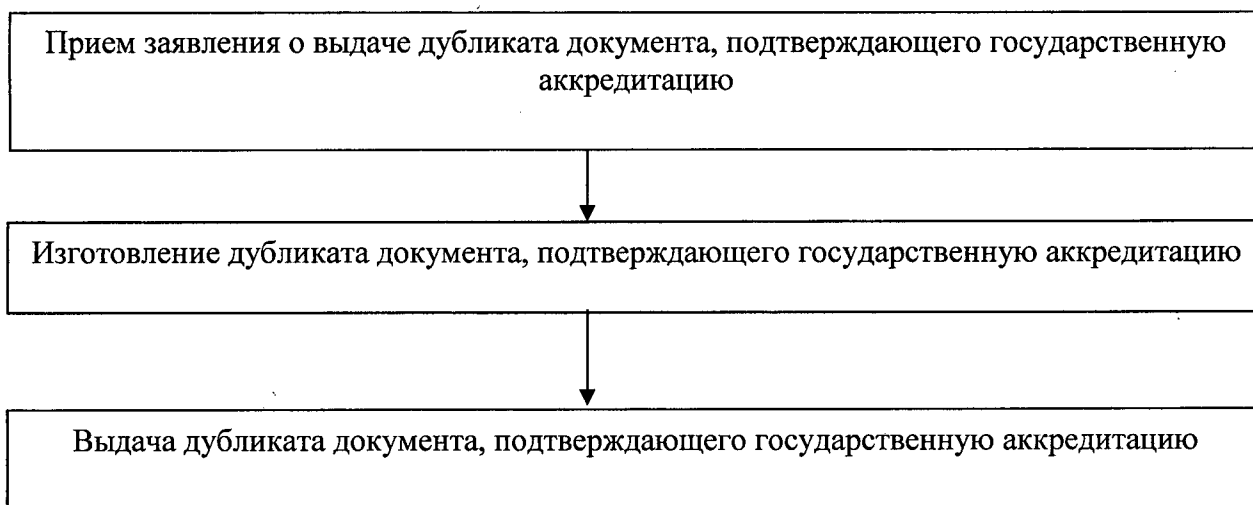 Прием заявления о выдаче дубликата документа, подтверждающего государственную
аккредитацию
Изготовление дубликата документа, подтверждающего государственную аккредитацию
Выдача дубликата документа, подтверждающего государственную аккредитацию